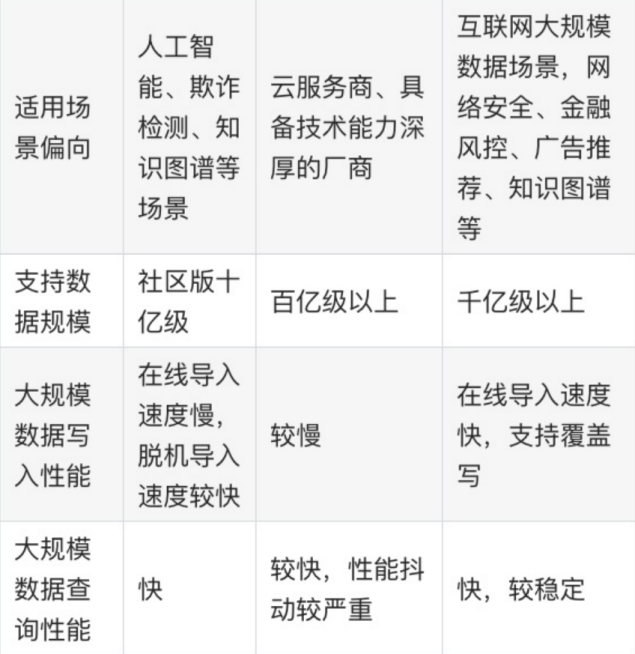 适用场
景偏向
人工智
能、欺诈
检测、知
识图谱等
场景
云服务商、具
备技术能力深
厚的厂商
互联网大规模
数据场景，网
络安全、金融
风控、广告推
荐、知识图谱
等
支持数
据规模
社区版十
亿级
百亿级以上
千亿级以上
大规模
数据写
入性能
在线导入
速度慢，
脱机导入
速度较快
较慢
在线导入速度
快，支持覆盖
写
大规模
数据查
询性能
快
较快，性能抖
动较严重
快，较稳定